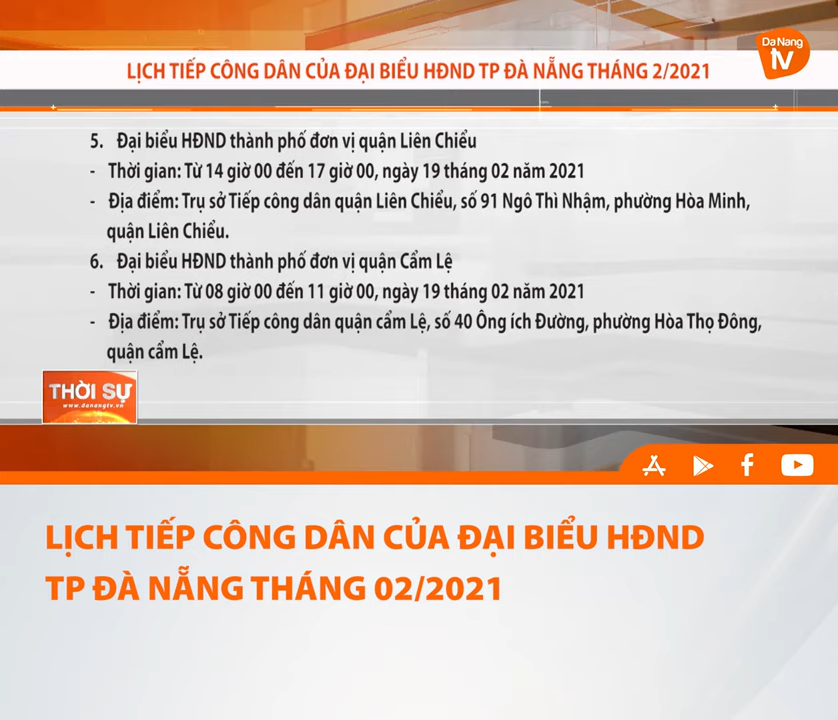 Da Nang
tv
LỊCH TIẾP CÔNG DÂN CỦA ĐẠI BIỂU HĐND TP ĐÀ NẴNG THÁNG 2/2021
5. Đại biểu HĐND thành phố đơn vị quận Liên Chiểu
- Thời gian: Từ 14 giờ 00 đến 17 giờ 00, ngày 19 tháng 02 năm 2021
- Địa điểm: Trụ sở Tiếp công dân quận Liên Chiểu, số 91 Ngô Thì Nhậm, phường Hòa Minh,
quận Liên Chiểu.
6. Đại biểu HĐND thành phố đơn vị quận Cẩm Lệ
- Thời gian: Từ 08 giờ 00 đến 11 giờ 00, ngày 19 tháng 02 năm 2021
- Địa điểm: Trụ sở Tiếp công dân quận cẩm Lệ, số 40 Ông ích Đường, phường Hòa Thọ Đông,
quận cẩm Lệ.
THỜI SỰ
www.danangtv.vn
LỊCH TIẾP CÔNG DÂN CỦA ĐẠI BIỂU HĐND
TP ĐÀ NẴNG THÁNG 02/2021